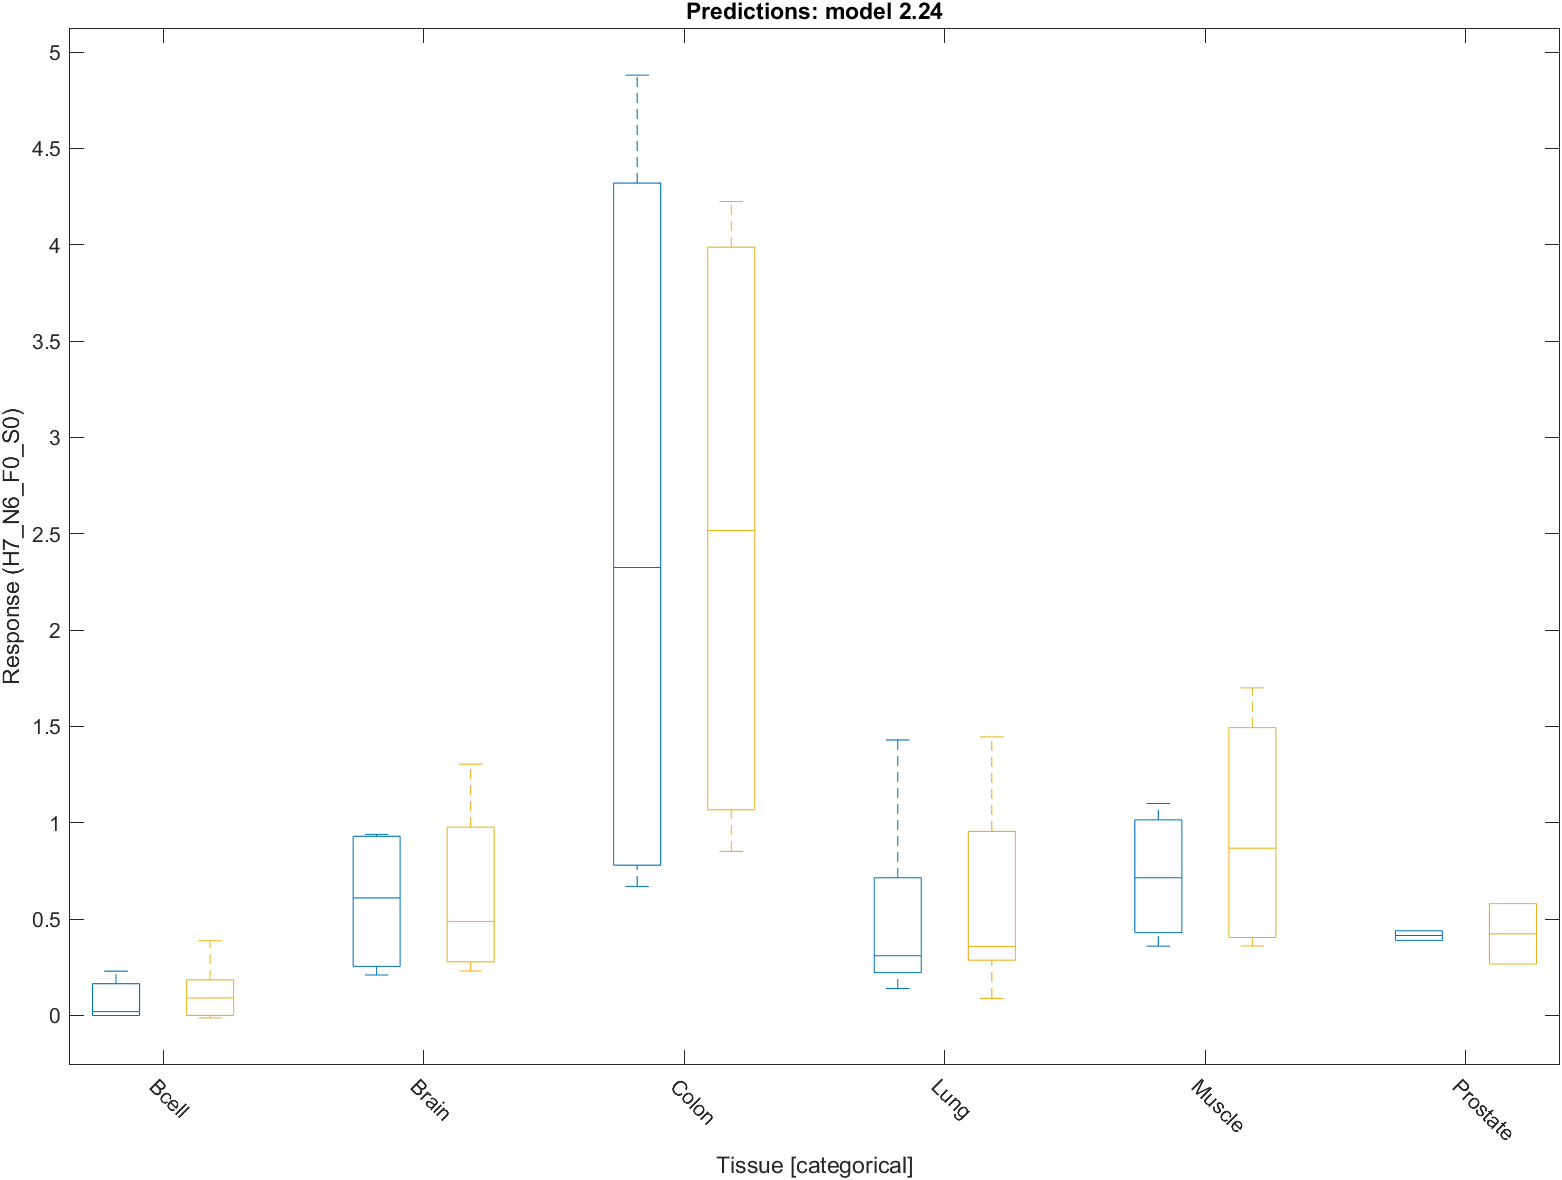 Predictions: model 2.24
5
4.5
4
3.5
3
2.5
2
1.5
1
0.5
0
Response (H7_N6_F0_S0)
Bcell
Brain
Colon
Lung
Muscle
Prostate
Tissue [categorical]